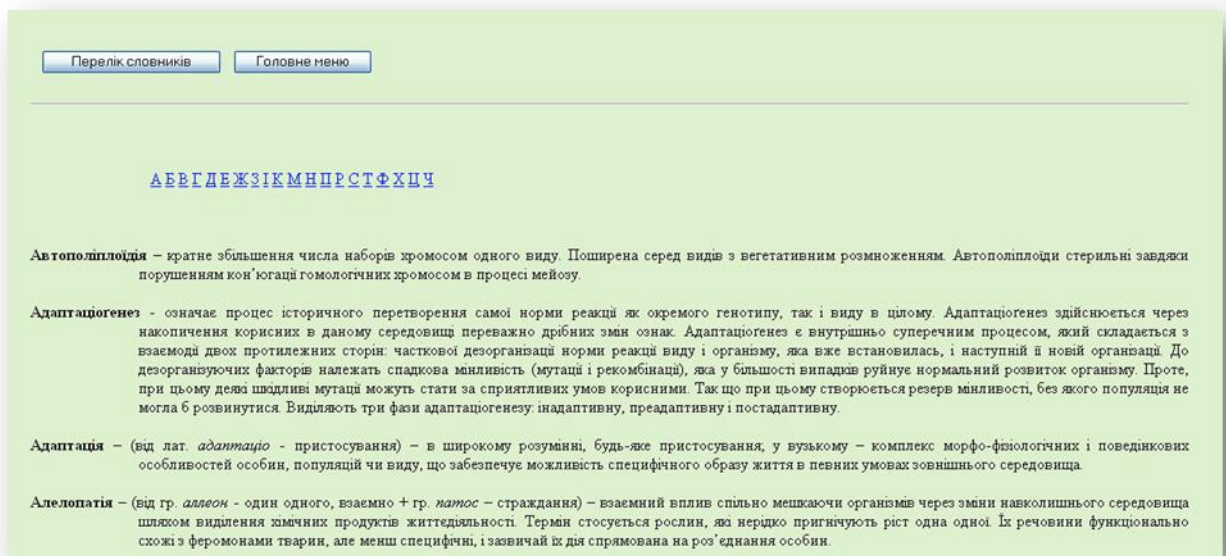 Перелік словників Головне меню
А Б В Г Д Е Ж З І К М Н П Р С Т Ф Х Ц Ч
Автополіплоїдія – кратне збільшення числа наборів хромосом одного виду. Поширена серед видів з вегетативним розмноженням. Автополіплоїди стерильні завдяки
порушенням кон’югації гомологічних хромосом в процесі мейозу.
Адаптаціоґенез - означає процес історичного перетворення самої норми реакції як окремого генотипу, так і виду в цілому. Адаптаціоґенез здійснюється через
накопичення корисних в даному середовищі переважно дрібних змін ознак. Адаптаціоґенез є внутрішньо суперечним процесом, який складається з
взаємодії двох протилежних сторін: часткової дезорганізації норми реакції виду і організму, яка вже встановилась, і наступній її новій організації. До
дезорганізуючих факторів належать спадкова мінливість (мутації і рекомбінації), яка у більшості випадків руйнує нормальний розвиток організму. Проте,
при цьому деякі шкідливі мутації можуть стати за сприятливих умов корисними. Так що при цьому створюється резерв мінливості, без якого популяція не
могла б розвинутися. Виділяють три фази адаптаціогенезу: інадаптивну, преадаптивну і постадаптивну.
Адаптація – (від лат. адаптаціо - пристосування) – в широкому розумінні, будь-яке пристосування; у вузькому – комплекс морфо-фізіологічних і поведінкових
особливостей особин, популяцій чи виду, що забезпечує можливість специфічного образу життя в певних умовах зовнішнього середовища.
Алелопатія – (від гр. аллеон - один одного, взаємно + гр. патос – страждання) – взаємний вплив спільно мешкаючи організмів через зміни навколишнього середовища
шляхом виділення хімічних продуктів життєдіяльності. Термін стосується рослин, які нерідко пригнічують ріст одна одної. Їх речовини функціонально
схожі з феромонами тварин, але менш специфічні, і зазвичай їх дія спрямована на роз’єднання особин.